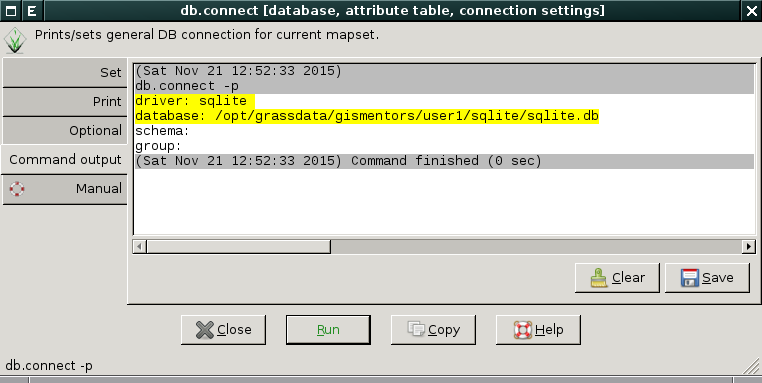 db.connect [database, attribute table, connection settings]
Prints/sets general DB connection for current mapset.
Set
Print
Optional
Command output
Manual
(Sat Nov 21 12:52:33 2015)
db.connect -p
driver: sqlite
database: /opt/grassdata/gismentors/user1/sqlite/sqlite.db
schema:
group:
(Sat Nov 21 12:52:33 2015) Command finished (0 sec)
Clear
Save
Close
Run
Copy
Help
db.connect -p